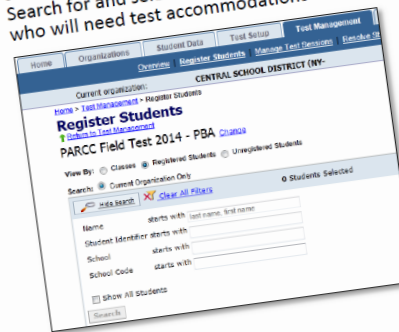 Search for and
who will need test accommodations
Home Organizations Student Data Test Setup Test Management
Overview Register Students Manage Test Sessions Resolve
Current organization: CENTRAL SCHOOL DISTRICT (NY-
Home > Test Management > Register Students
Register Students
Return to Test Management
PARCC Field Test 2014 - PBA Change
View By: Classes Registered Students Unregistered Students
Search: Current Organization Only
Hide Search Clear All Filters 0 Students Selected
Name starts with last name, first name
Student Identifier starts with
School starts with
School Code starts with
Show All Students
Search